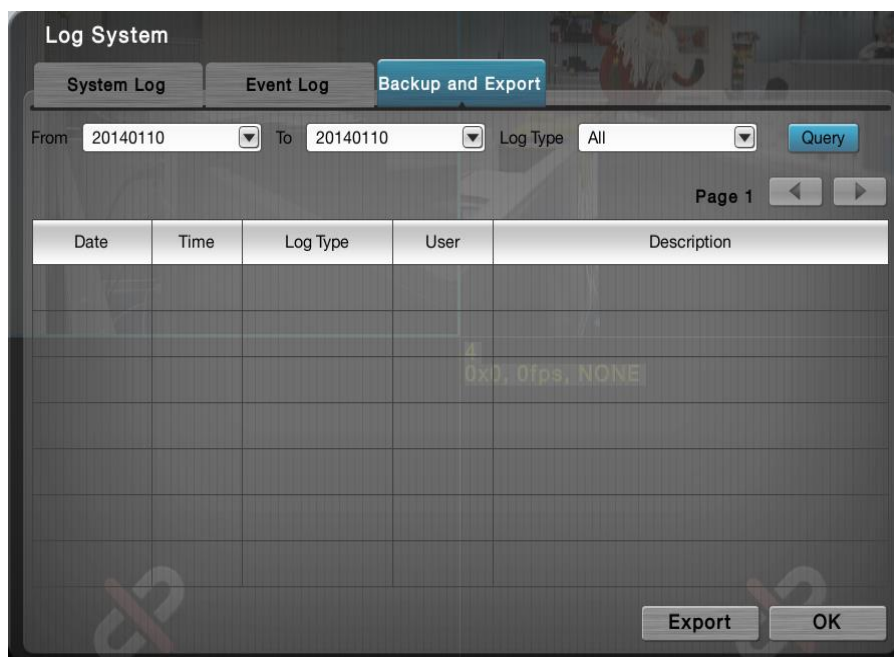 Log System
System Log Event Log Backup and Export
From 20140110 To 20140110 Log Type All Query
Page 1
Date Time Log Type User Description
4
0x0, 0fps, NONE
Export OK